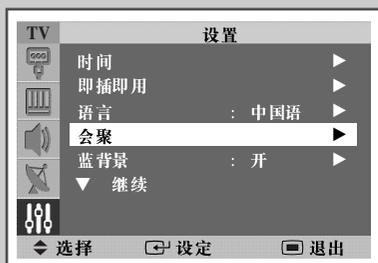 TV 设置
时间 ▶
即插即用 ▶
语言 : 中国语 ▶
会聚 ▶
蓝背景 : 开 ▶
▼ 继续
选择 设定 退出